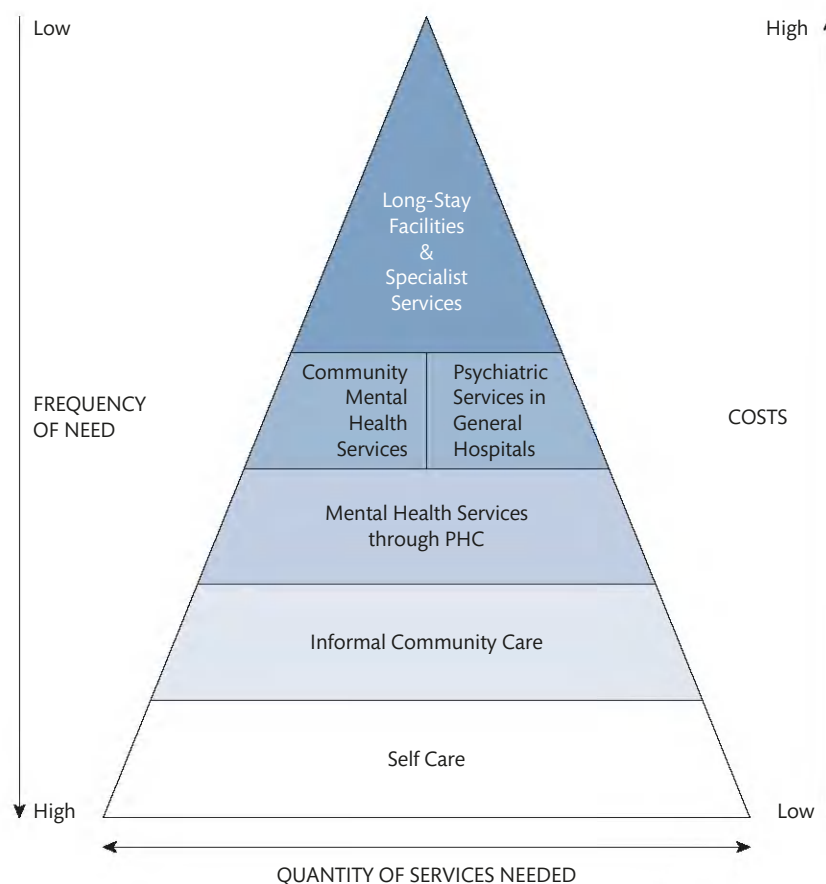 Low
High
Long-Stay
Facilities
&
Specialist
Services
Community
Mental
Health
Services
Psychiatric
Services in
General
Hospitals
FREQUENCY
OF NEED
COSTS
Mental Health Services
through PHC
Informal Community Care
Self Care
High
Low
QUANTITY OF SERVICES NEEDED